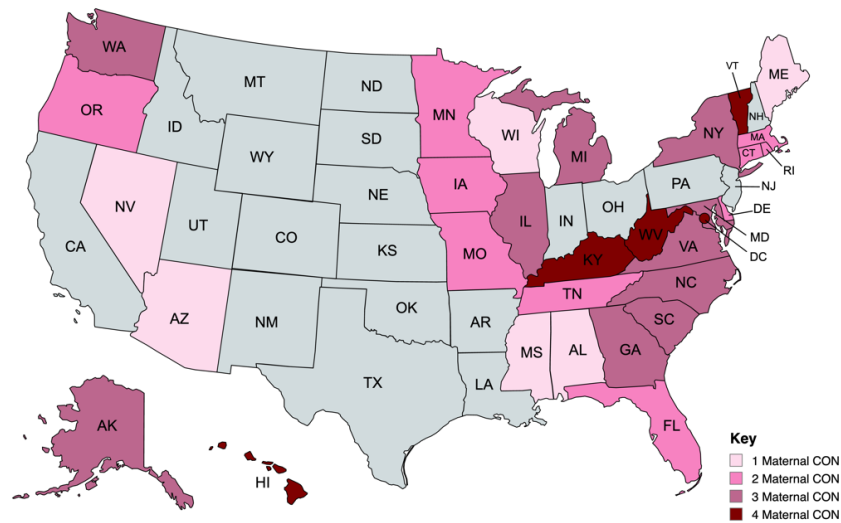 WA
MT
ND
MN
VT
ME
OR
ID
SD
WI
NH
NY
MA
CT
RI
WY
MI
IA
NE
PA
NJ
NV
UT
IL
IN
OH
DE
CA
CO
KS
MO
WV
VA
MD
DC
KY
NC
TN
AZ
NM
OK
AR
SC
MS
AL
GA
TX
LA
AK
FL
HI
Key
1 Maternal CON
2 Maternal CON
3 Maternal CON
4 Maternal CON